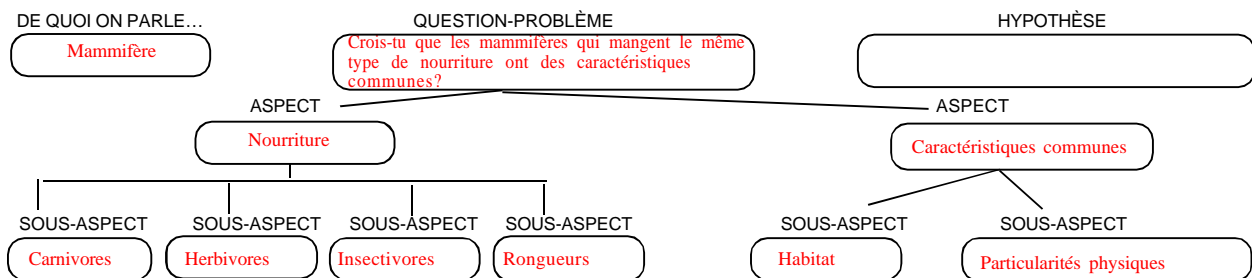 DE QUOI ON PARLE…
QUESTION-PROBLÈME
HYPOTHÈSE
Mammifère
Crois-tu que les mammifères qui mangent le même
type de nourriture ont des caractéristiques
communes?
ASPECT
ASPECT
Nourriture
Caractéristiques communes
SOUS-ASPECT
SOUS-ASPECT
SOUS-ASPECT
SOUS-ASPECT
SOUS-ASPECT
SOUS-ASPECT
Carnivores
Herbivores
Insectivores
Rongueurs
Habitat
Particularités physiques